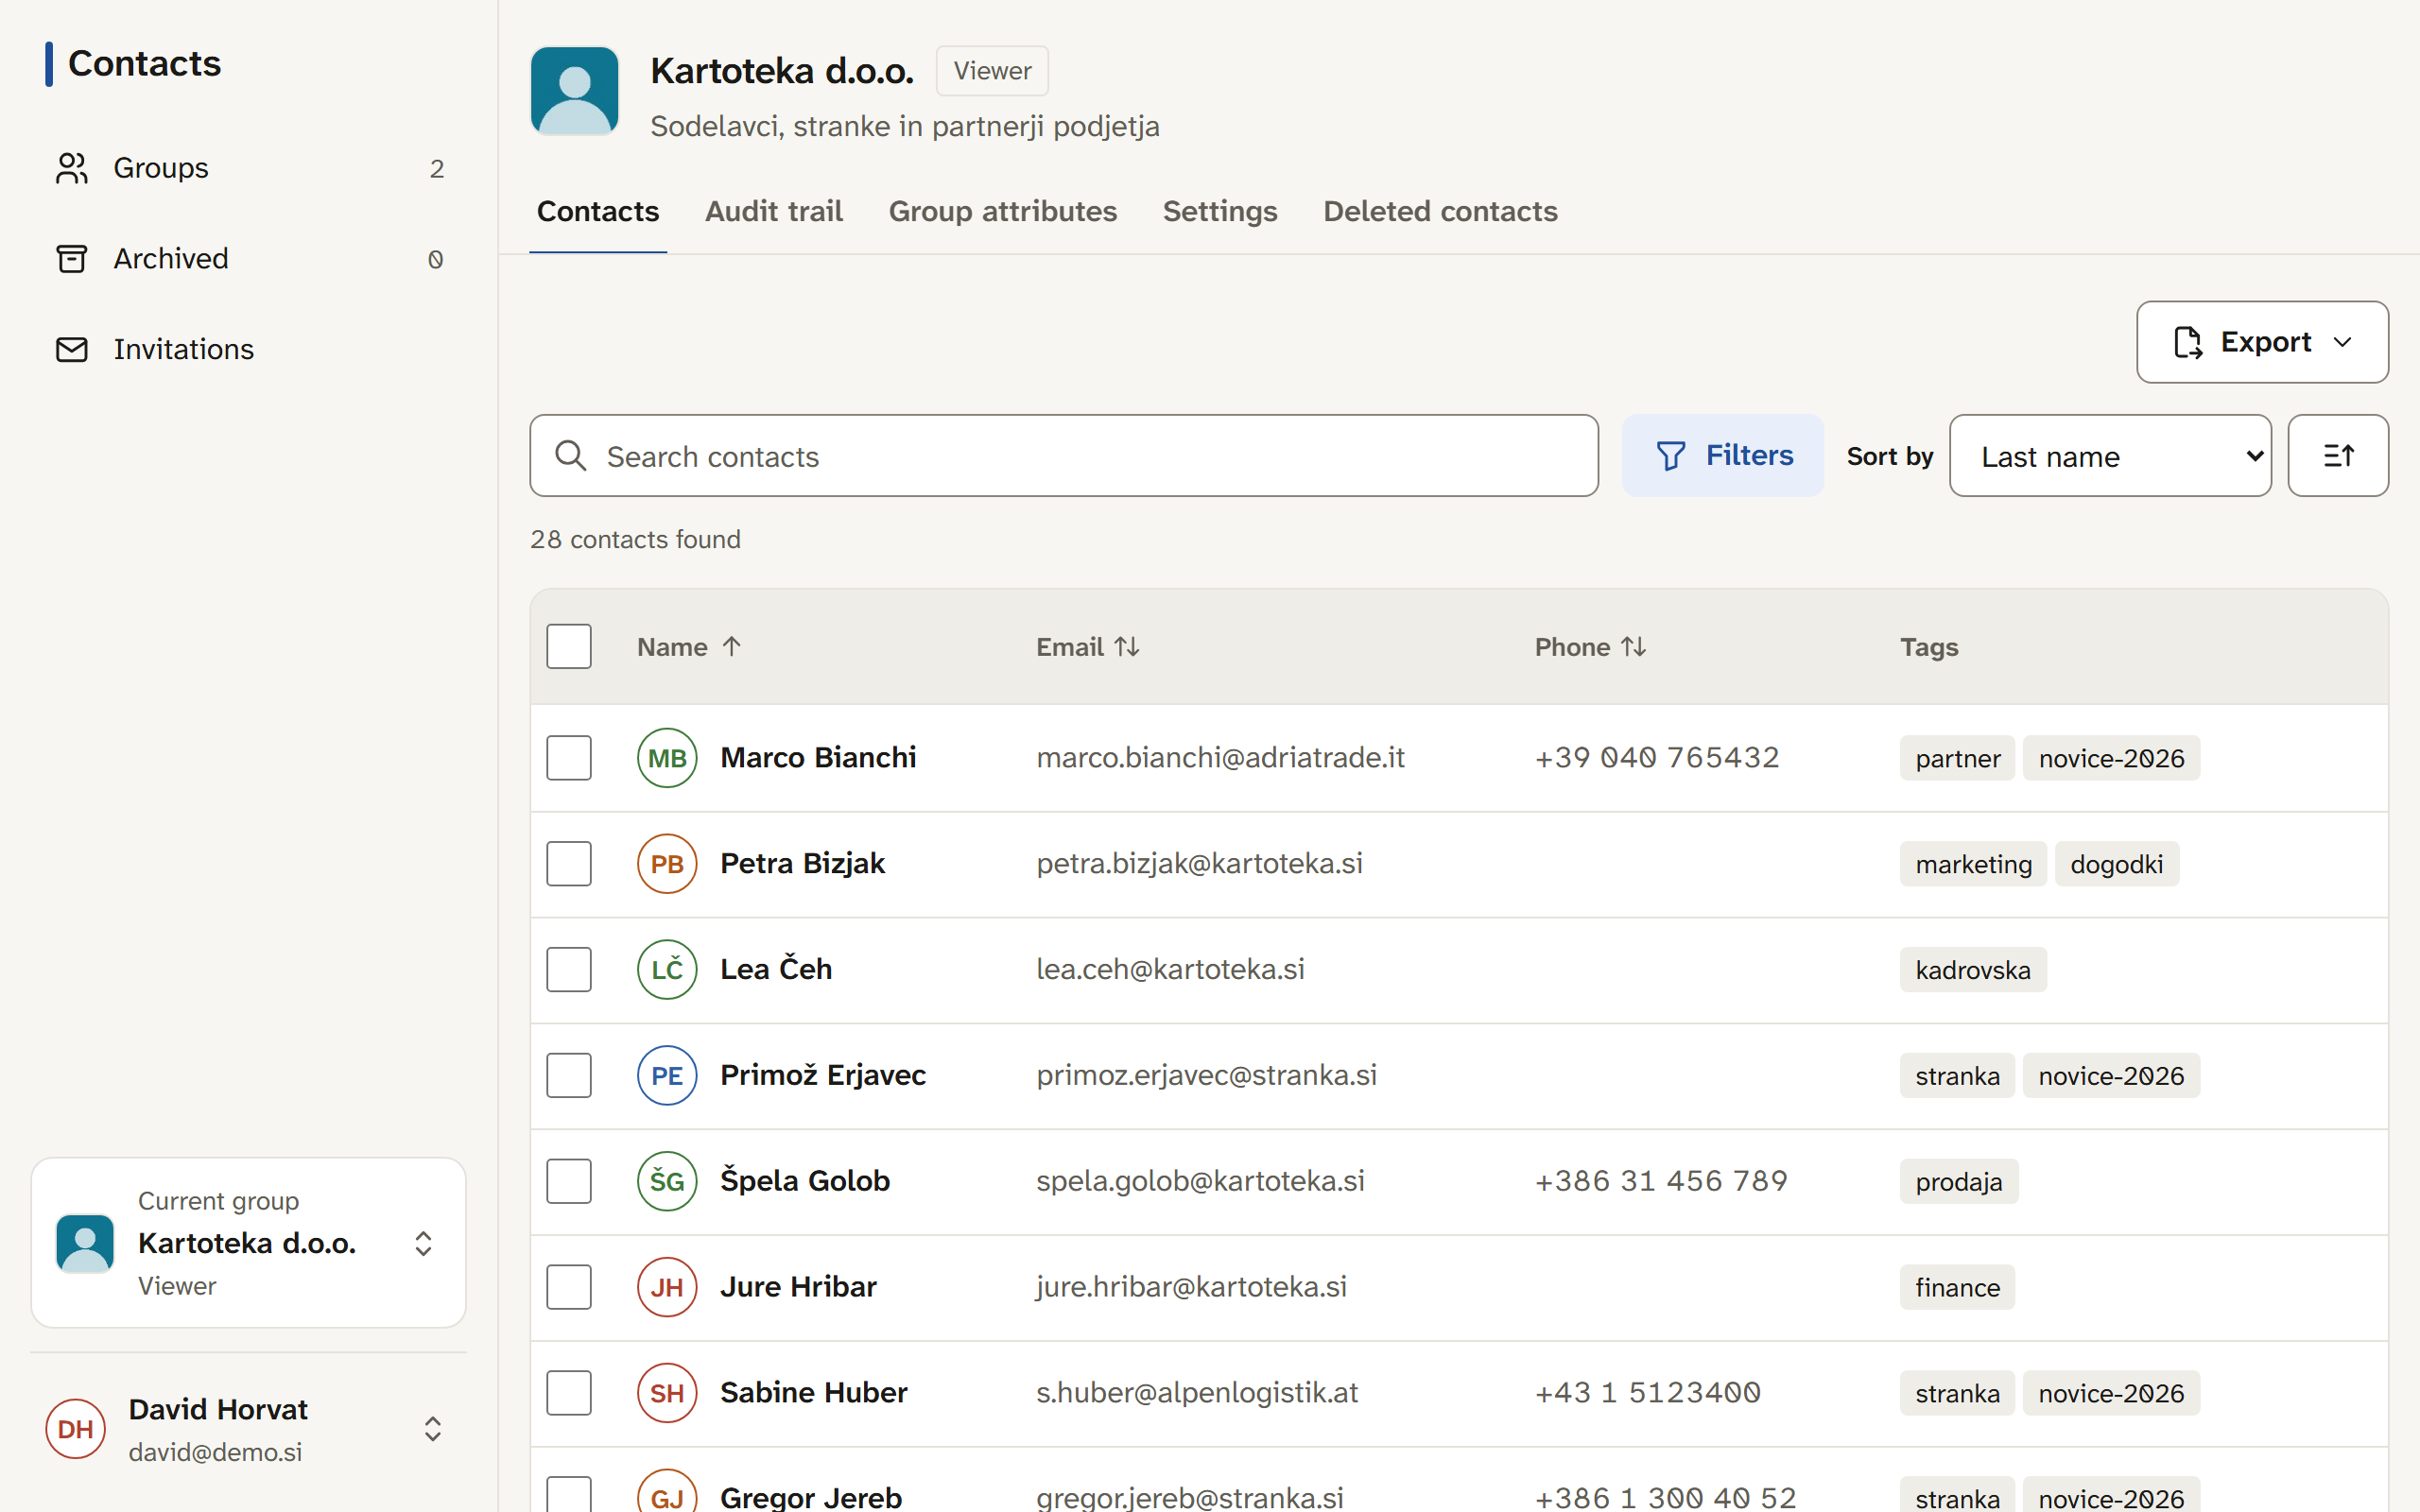 Contacts
Groups 2
Archived 0
Invitations
Current group
Kartoteka d.o.o.
Viewer
DH David Horvat
david@demo.si
Kartoteka d.o.o. Viewer
Sodelavci, stranke in partnerji podjetja
Contacts Audit trail Group attributes Settings Deleted contacts
Export
Search contacts Filters Sort by Last name
28 contacts found
Name Email Phone Tags
MB Marco Bianchi marco.bianchi@adriatrade.it +39 040 765432 partner novice-2026
PB Petra Bizjak petra.bizjak@kartoteka.si marketing dogodki
LČ Lea Čeh lea.ceh@kartoteka.si kadrovska
PE Primož Erjavec primoz.erjavec@stranka.si stranka novice-2026
ŠG Špela Golob spela.golob@kartoteka.si +386 31 456 789 prodaja
JH Jure Hribar jure.hribar@kartoteka.si finance
SH Sabine Huber s.huber@alpenlogistik.at +43 1 5123400 stranka novice-2026
GJ Gregor Jereb gregor.jereb@stranka.si +386 1 300 40 52 stranka novice-2026